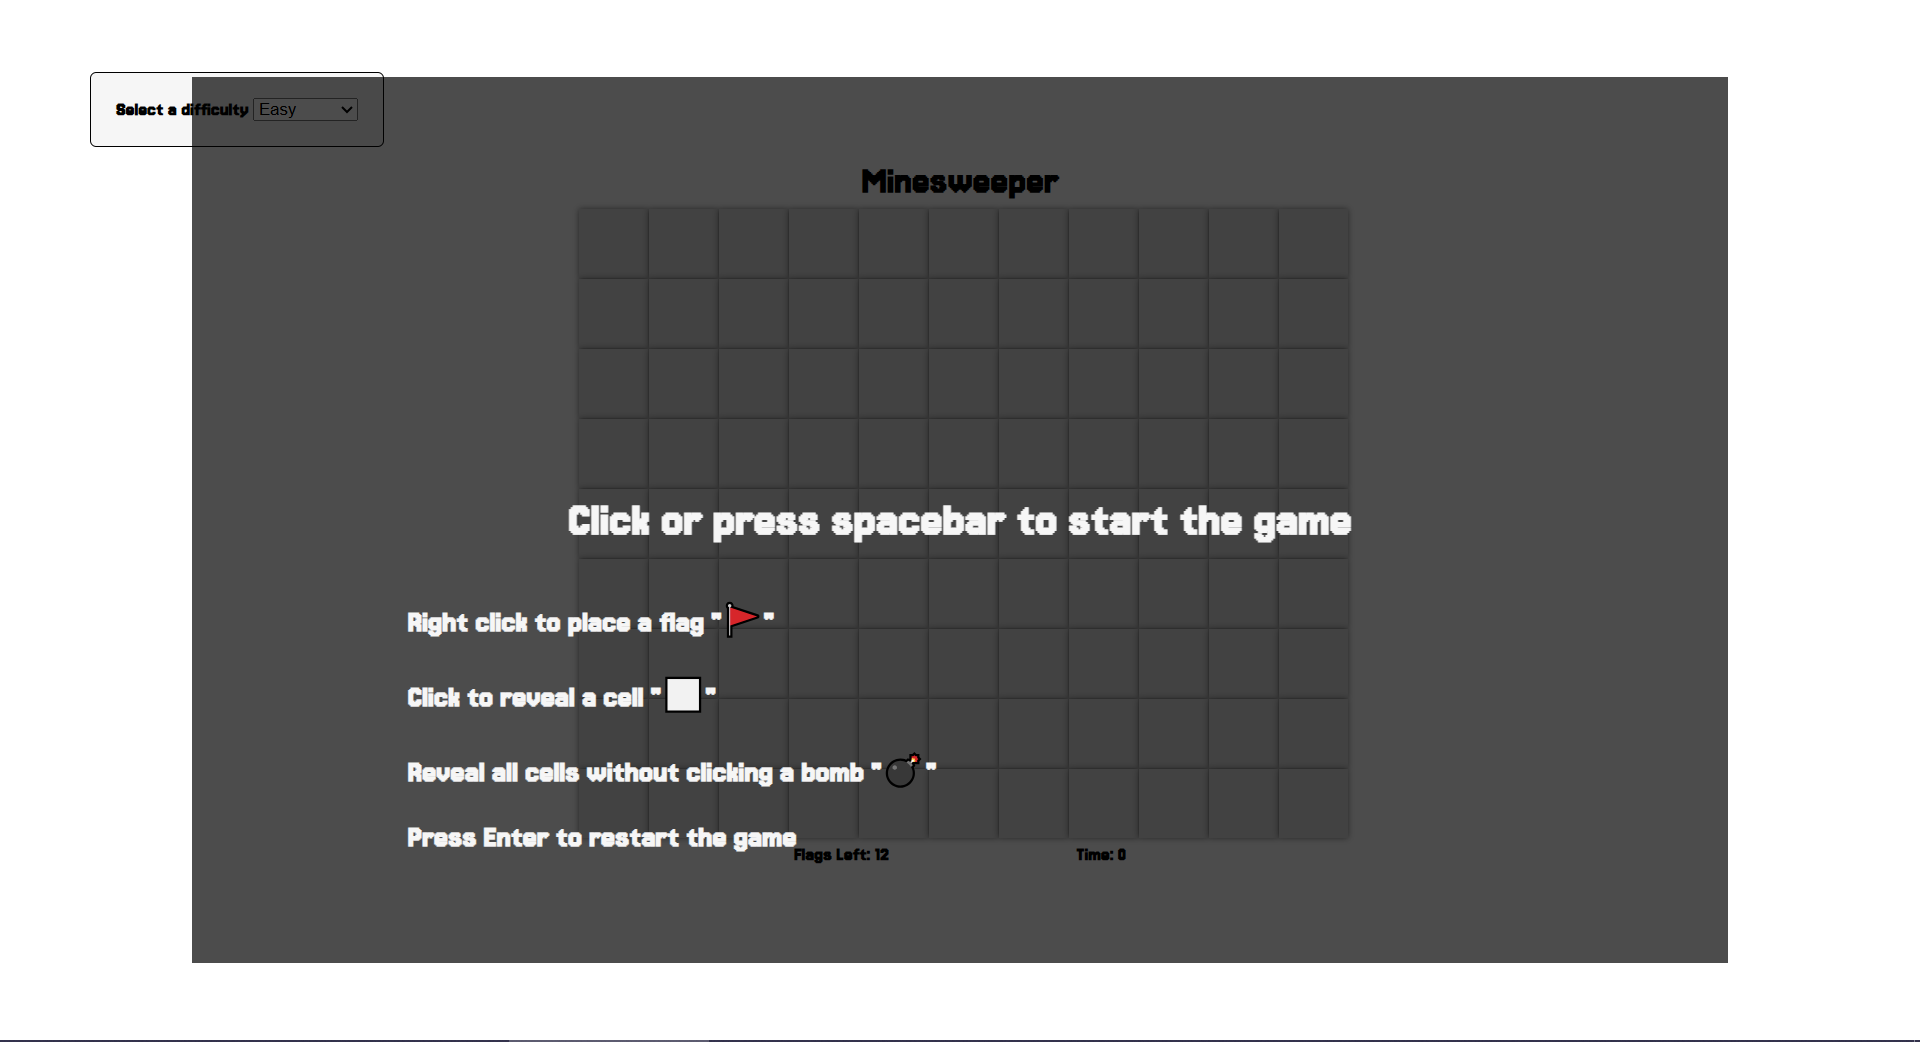 Select a difficulty Easy
Minesweeper
Click or press spacebar to start the game
Right click to place a flag " "
Click to reveal a cell " "
Reveal all cells without clicking a bomb " "
Press Enter to restart the game
Flags Left: 12 Time: 0